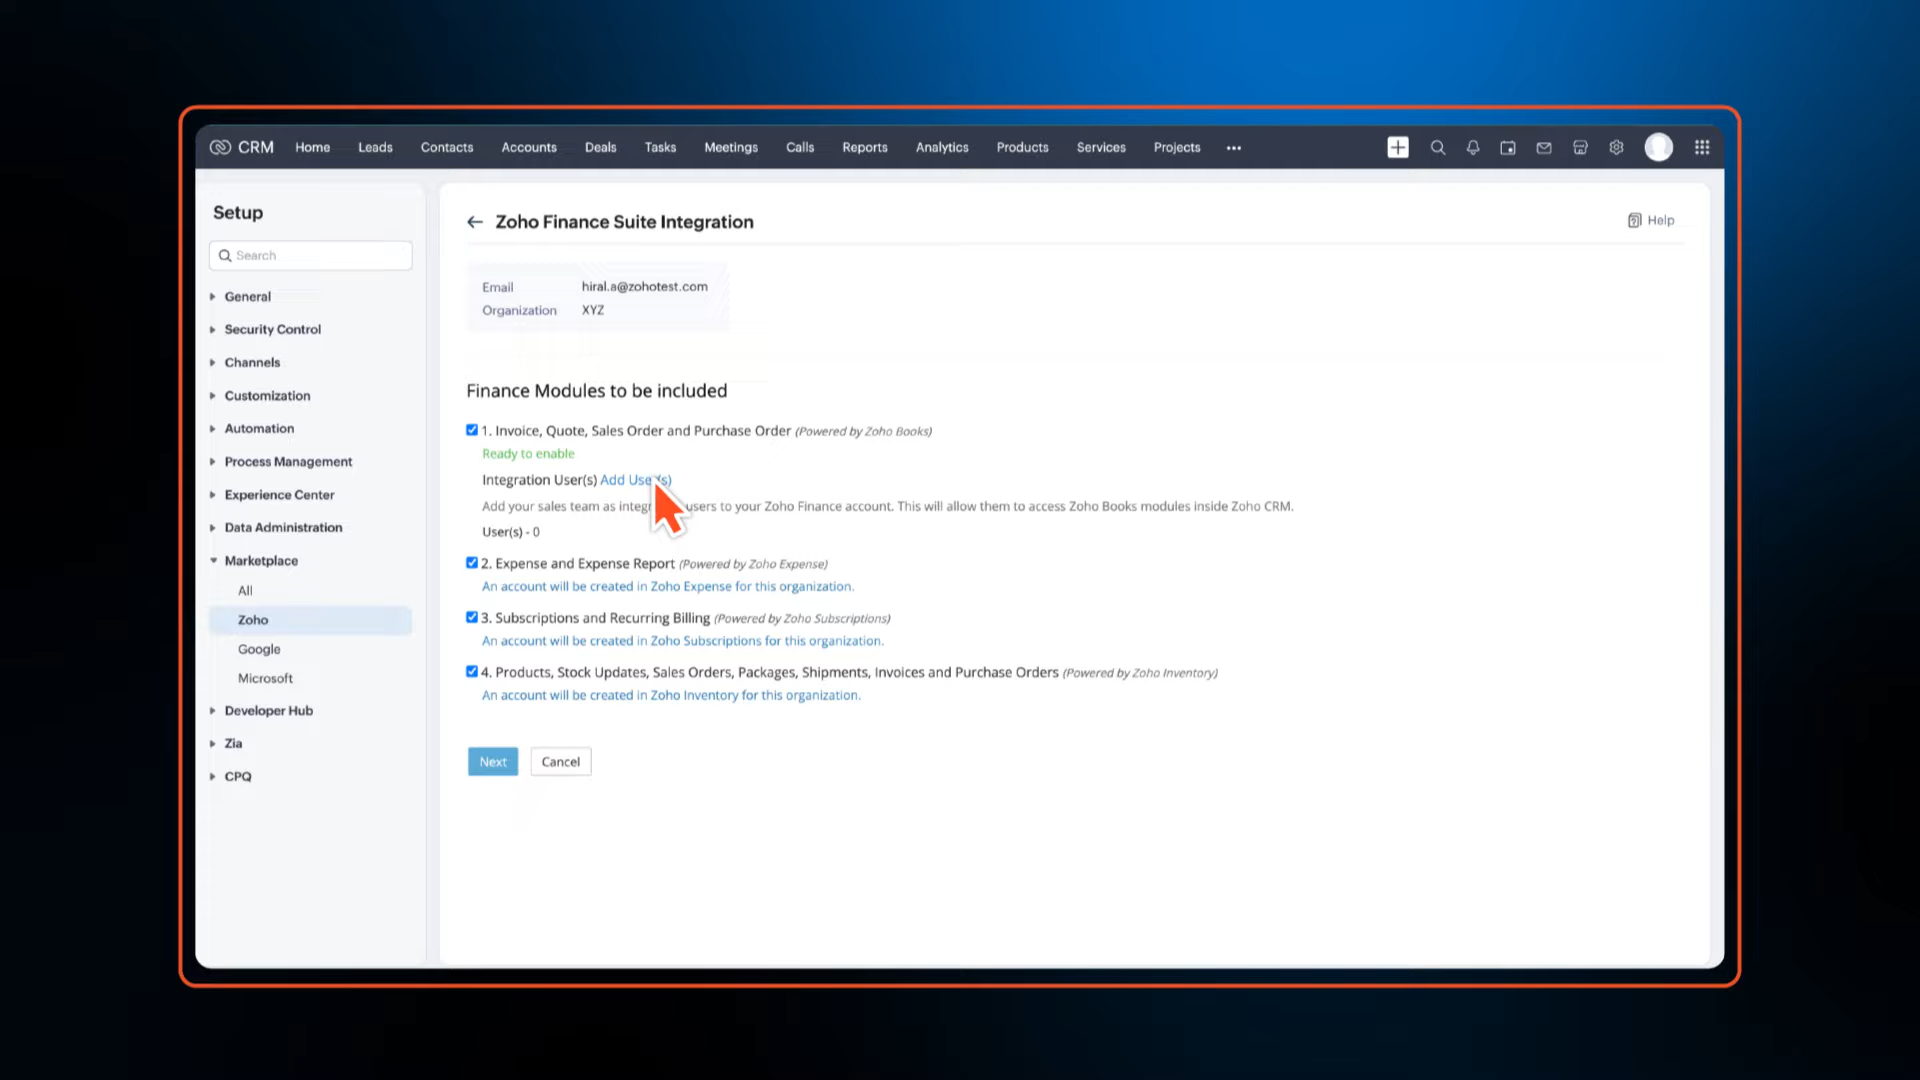 CRM Home Leads Contacts Accounts Deals Tasks Meetings Calls Reports Analytics Products Services Projects ...
Setup
Search
General
Security Control
Channels
Customization
Automation
Process Management
Experience Center
Data Administration
Marketplace
All
Zoho
Google
Microsoft
Developer Hub
Zia
CPQ
Zoho Finance Suite Integration
Help
Email hiral.a@zohotest.com
Organization XYZ
Finance Modules to be included
1. Invoice, Quote, Sales Order and Purchase Order (Powered by Zoho Books)
Ready to enable
Integration User(s) Add User(s)
Add your sales team as integ users to your Zoho Finance account. This will allow them to access Zoho Books modules inside Zoho CRM.
User(s) - 0
2. Expense and Expense Report (Powered by Zoho Expense)
An account will be created in Zoho Expense for this organization.
3. Subscriptions and Recurring Billing (Powered by Zoho Subscriptions)
An account will be created in Zoho Subscriptions for this organization.
4. Products, Stock Updates, Sales Orders, Packages, Shipments, Invoices and Purchase Orders (Powered by Zoho Inventory)
An account will be created in Zoho Inventory for this organization.
Next Cancel